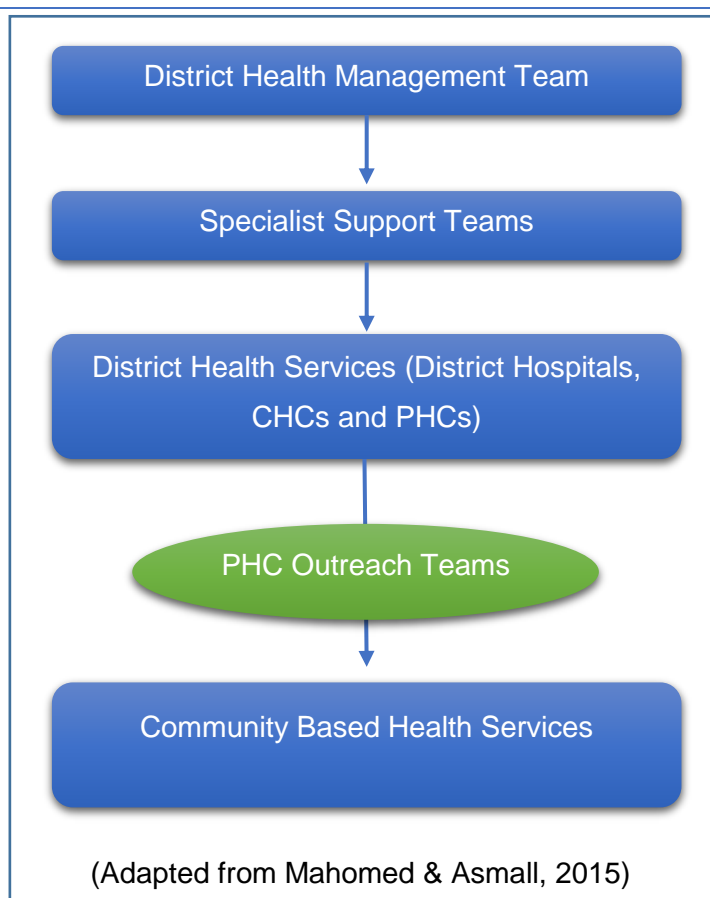 District Health Management Team
Specialist Support Teams
District Health Services (District Hospitals,
CHCs and PHCs)
PHC Outreach Teams
Community Based Health Services
(Adapted from Mahomed & Asmall, 2015)